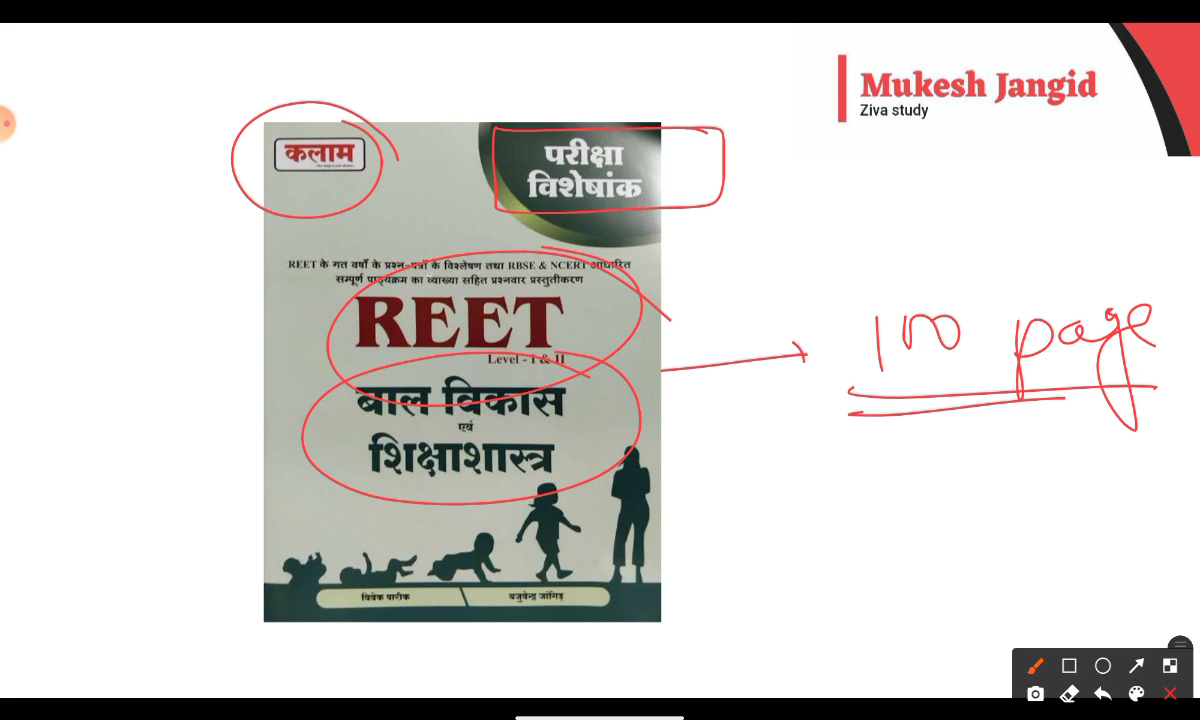 Mukesh Jangid
Ziva study
कलाम
परीक्षा
विशेषांक
REET के गत वर्षों के प्रश्न-पत्रों के विश्लेषण तथा RBSE & NCERT आधारित
सम्पूर्ण पाठ्यक्रम का व्याख्या सहित प्रश्नवार प्रस्तुतीकरण
REET
Level - I & II
बाल विकास
एवं
शिक्षाशास्त्र
विवेक पारीक
यजुवेन्द्र जांगिड़
100 page